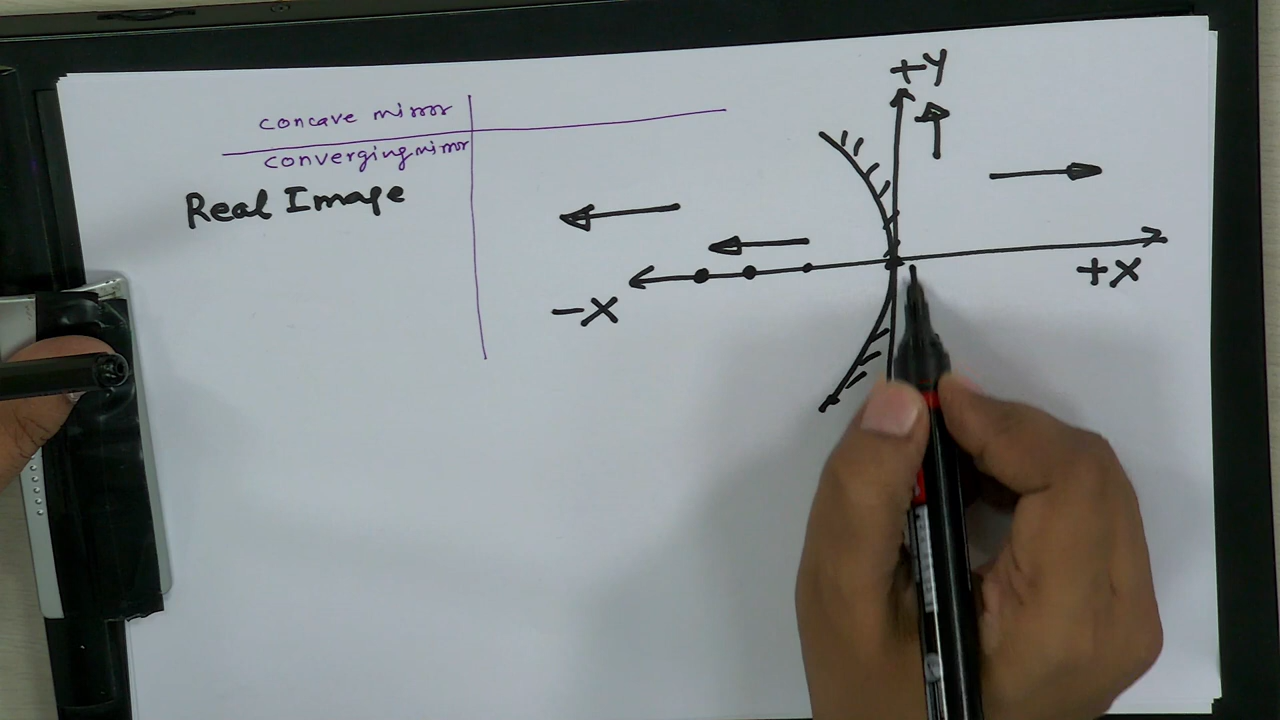 concave mirror
converging mirror
Real Image
+Y
+X
-X